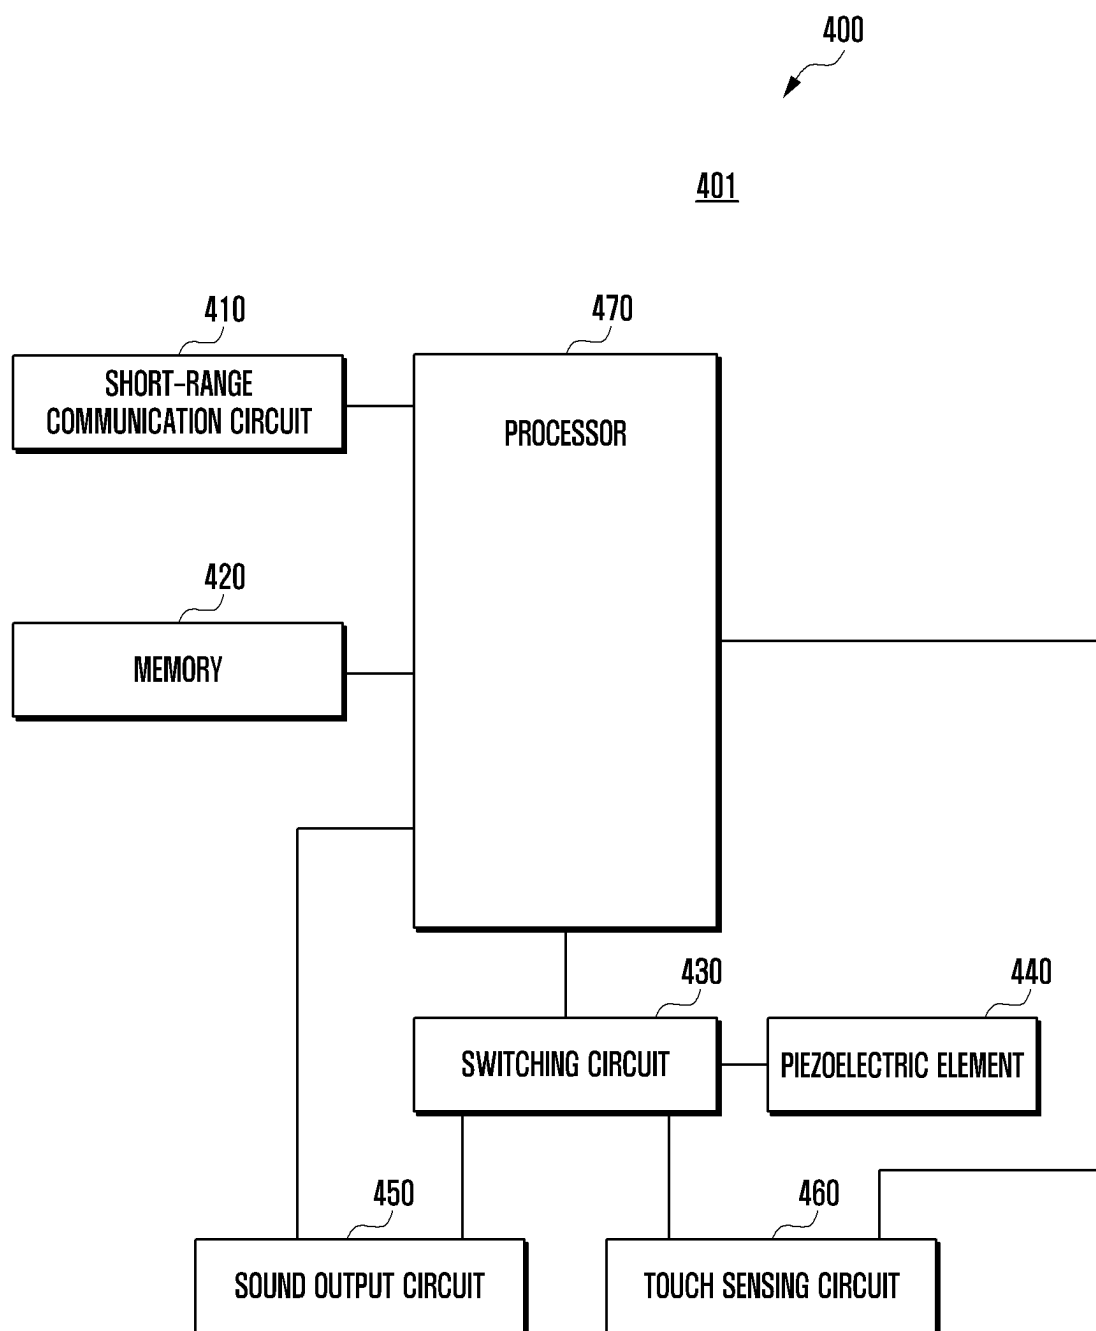 400
401
410
470
SHORT-RANGE
COMMUNICATION CIRCUIT
PROCESSOR
420
MEMORY
430
440
SWITCHING CIRCUIT
PIEZOELECTRIC ELEMENT
450
460
SOUND OUTPUT CIRCUIT
TOUCH SENSING CIRCUIT